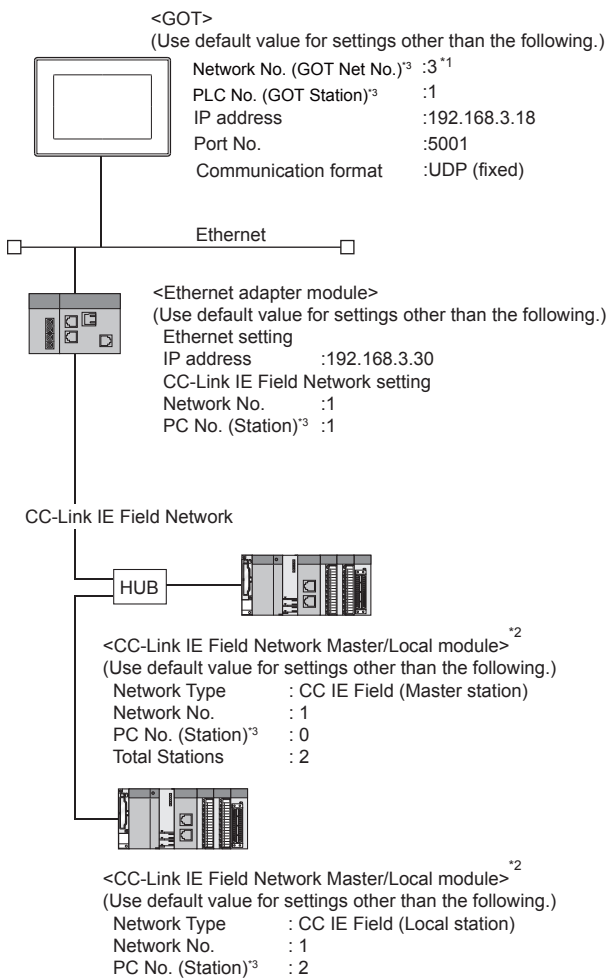 <GOT>
(Use default value for settings other than the following.)
Network No. (GOT Net No.)*3 :3 *1
PLC No. (GOT Station)*3 :1
IP address :192.168.3.18
Port No. :5001
Communication format :UDP (fixed)
Ethernet
<Ethernet adapter module>
(Use default value for settings other than the following.)
Ethernet setting
IP address :192.168.3.30
CC-Link IE Field Network setting
Network No. :1
PC No. (Station)*3 :1
CC-Link IE Field Network
HUB
<CC-Link IE Field Network Master/Local module>*2
(Use default value for settings other than the following.)
Network Type : CC IE Field (Master station)
Network No. : 1
PC No. (Station)*3 : 0
Total Stations : 2
<CC-Link IE Field Network Master/Local module>*2
(Use default value for settings other than the following.)
Network Type : CC IE Field (Local station)
Network No. : 1
PC No. (Station)*3 : 2